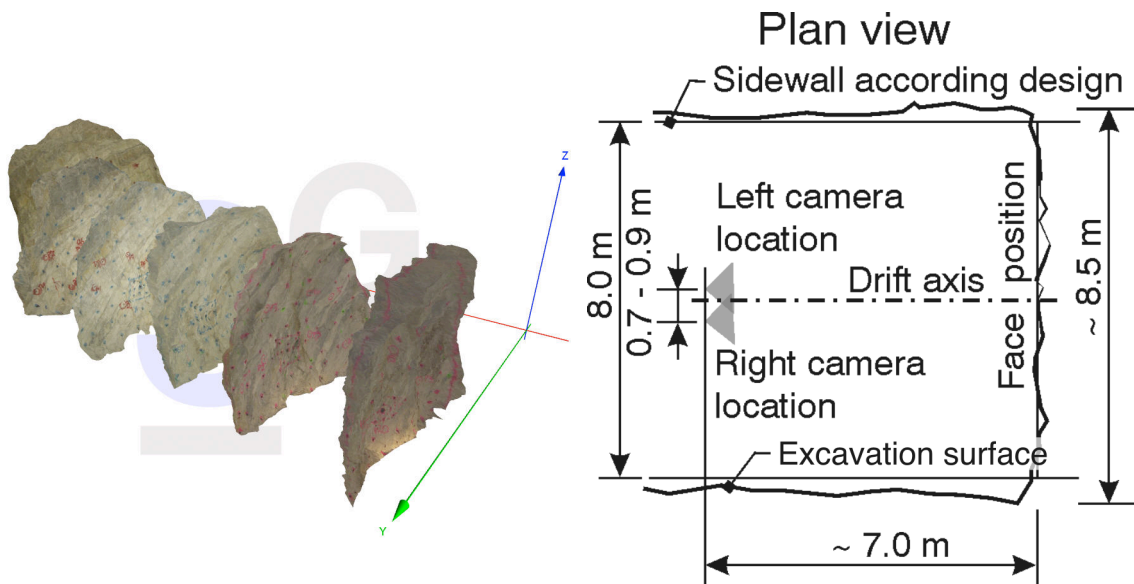 Z
Y
G
Plan view
Sidewall according design
Left camera
location
8.0 m
0.7 - 0.9 m
Drift axis
Face position
~ 8.5 m
Right camera
location
Excavation surface
~ 7.0 m